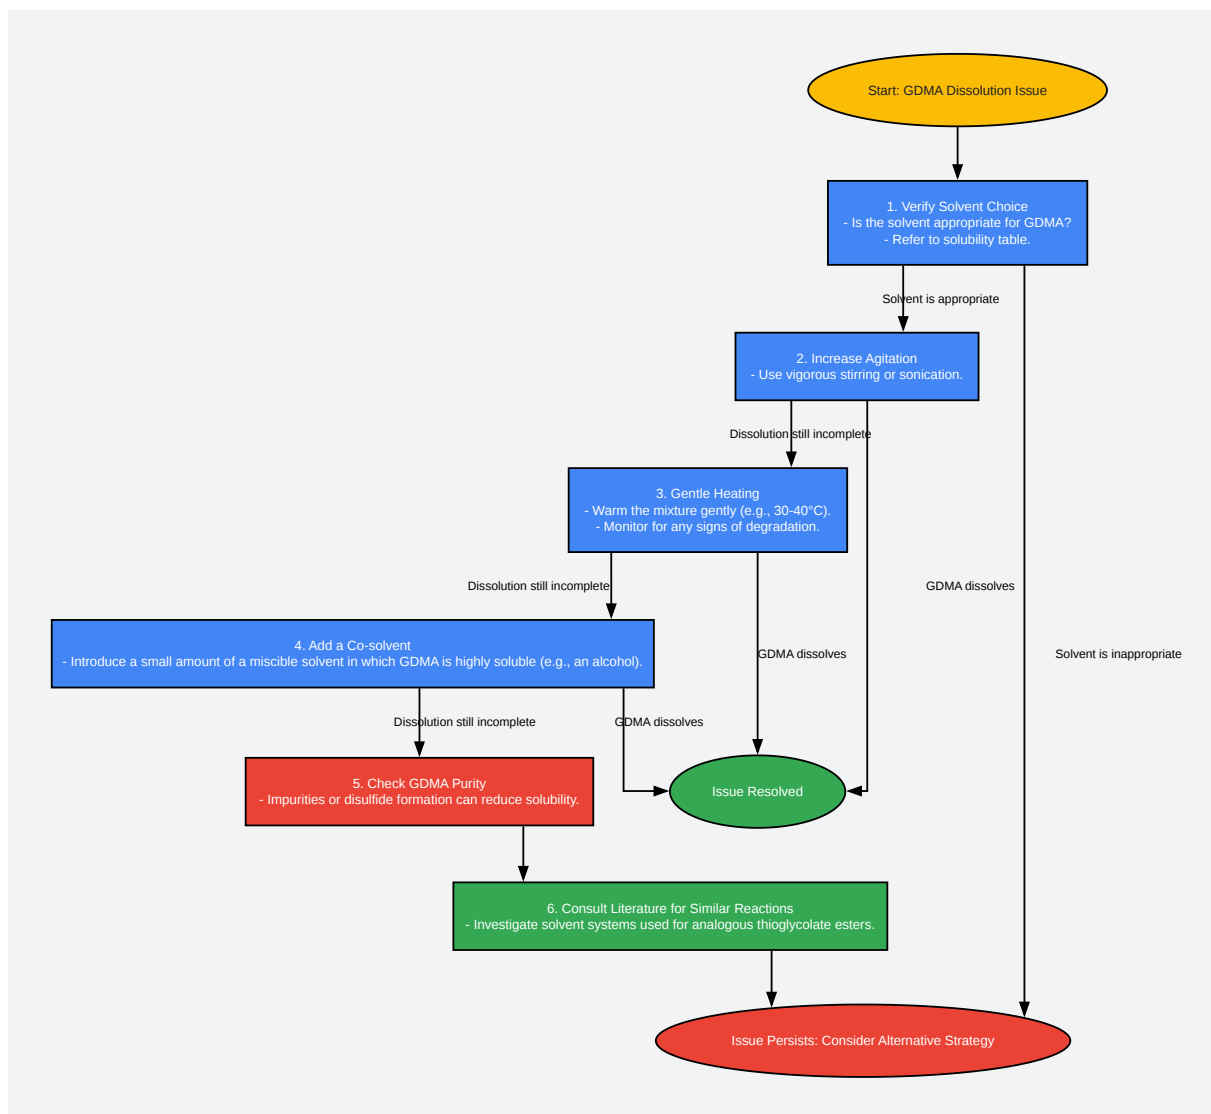 Start: GDMA Dissolution Issue
1. Verify Solvent Choice
- Is the solvent appropriate for GDMA?
- Refer to solubility table.
Solvent is appropriate
2. Increase Agitation
- Use vigorous stirring or sonication.
Dissolution still incomplete
3. Gentle Heating
- Warm the mixture gently (e.g., 30-40°C).
- Monitor for any signs of degradation.
Dissolution still incomplete
GDMA dissolves
4. Add a Co-solvent
- Introduce a small amount of a miscible solvent in which GDMA is highly soluble (e.g., an alcohol).
GDMA dissolves
Solvent is inappropriate
Dissolution still incomplete
GDMA dissolves
5. Check GDMA Purity
- Impurities or disulfide formation can reduce solubility.
Issue Resolved
6. Consult Literature for Similar Reactions
- Investigate solvent systems used for analogous thioglycolate esters.
Issue Persists: Consider Alternative Strategy